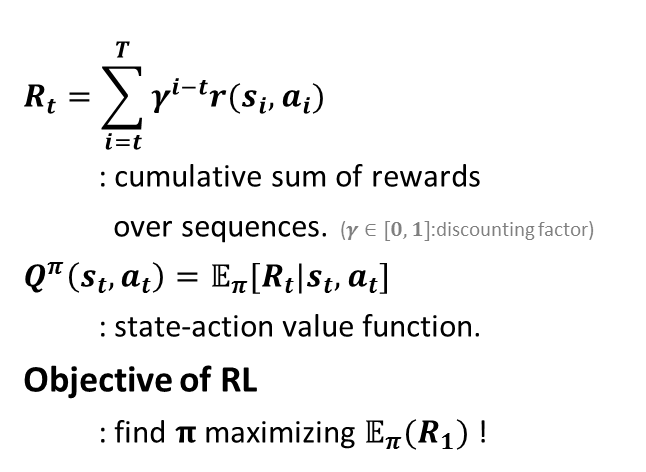 R_t = \sum_{i=t}^{T} γ^{i−t} r(s_i, a_i)
: cumulative sum of rewards
over sequences. (γ ∈ [0, 1]:discounting factor)
Q^π(s_t, a_t) = 𝔼_π[R_t|s_t, a_t]
: state-action value function.
Objective of RL
: find π maximizing 𝔼_π(R_1) !